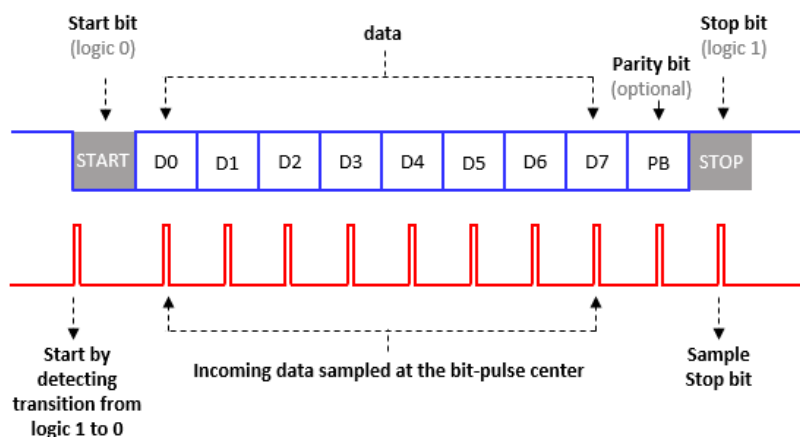 Start bit
(logic 0)
data
Stop bit
(logic 1)
Parity bit
(optional)
START D0 D1 D2 D3 D4 D5 D6 D7 PB STOP
Start by
detecting
transition from
logic 1 to 0
Incoming data sampled at the bit-pulse center
Sample
Stop bit